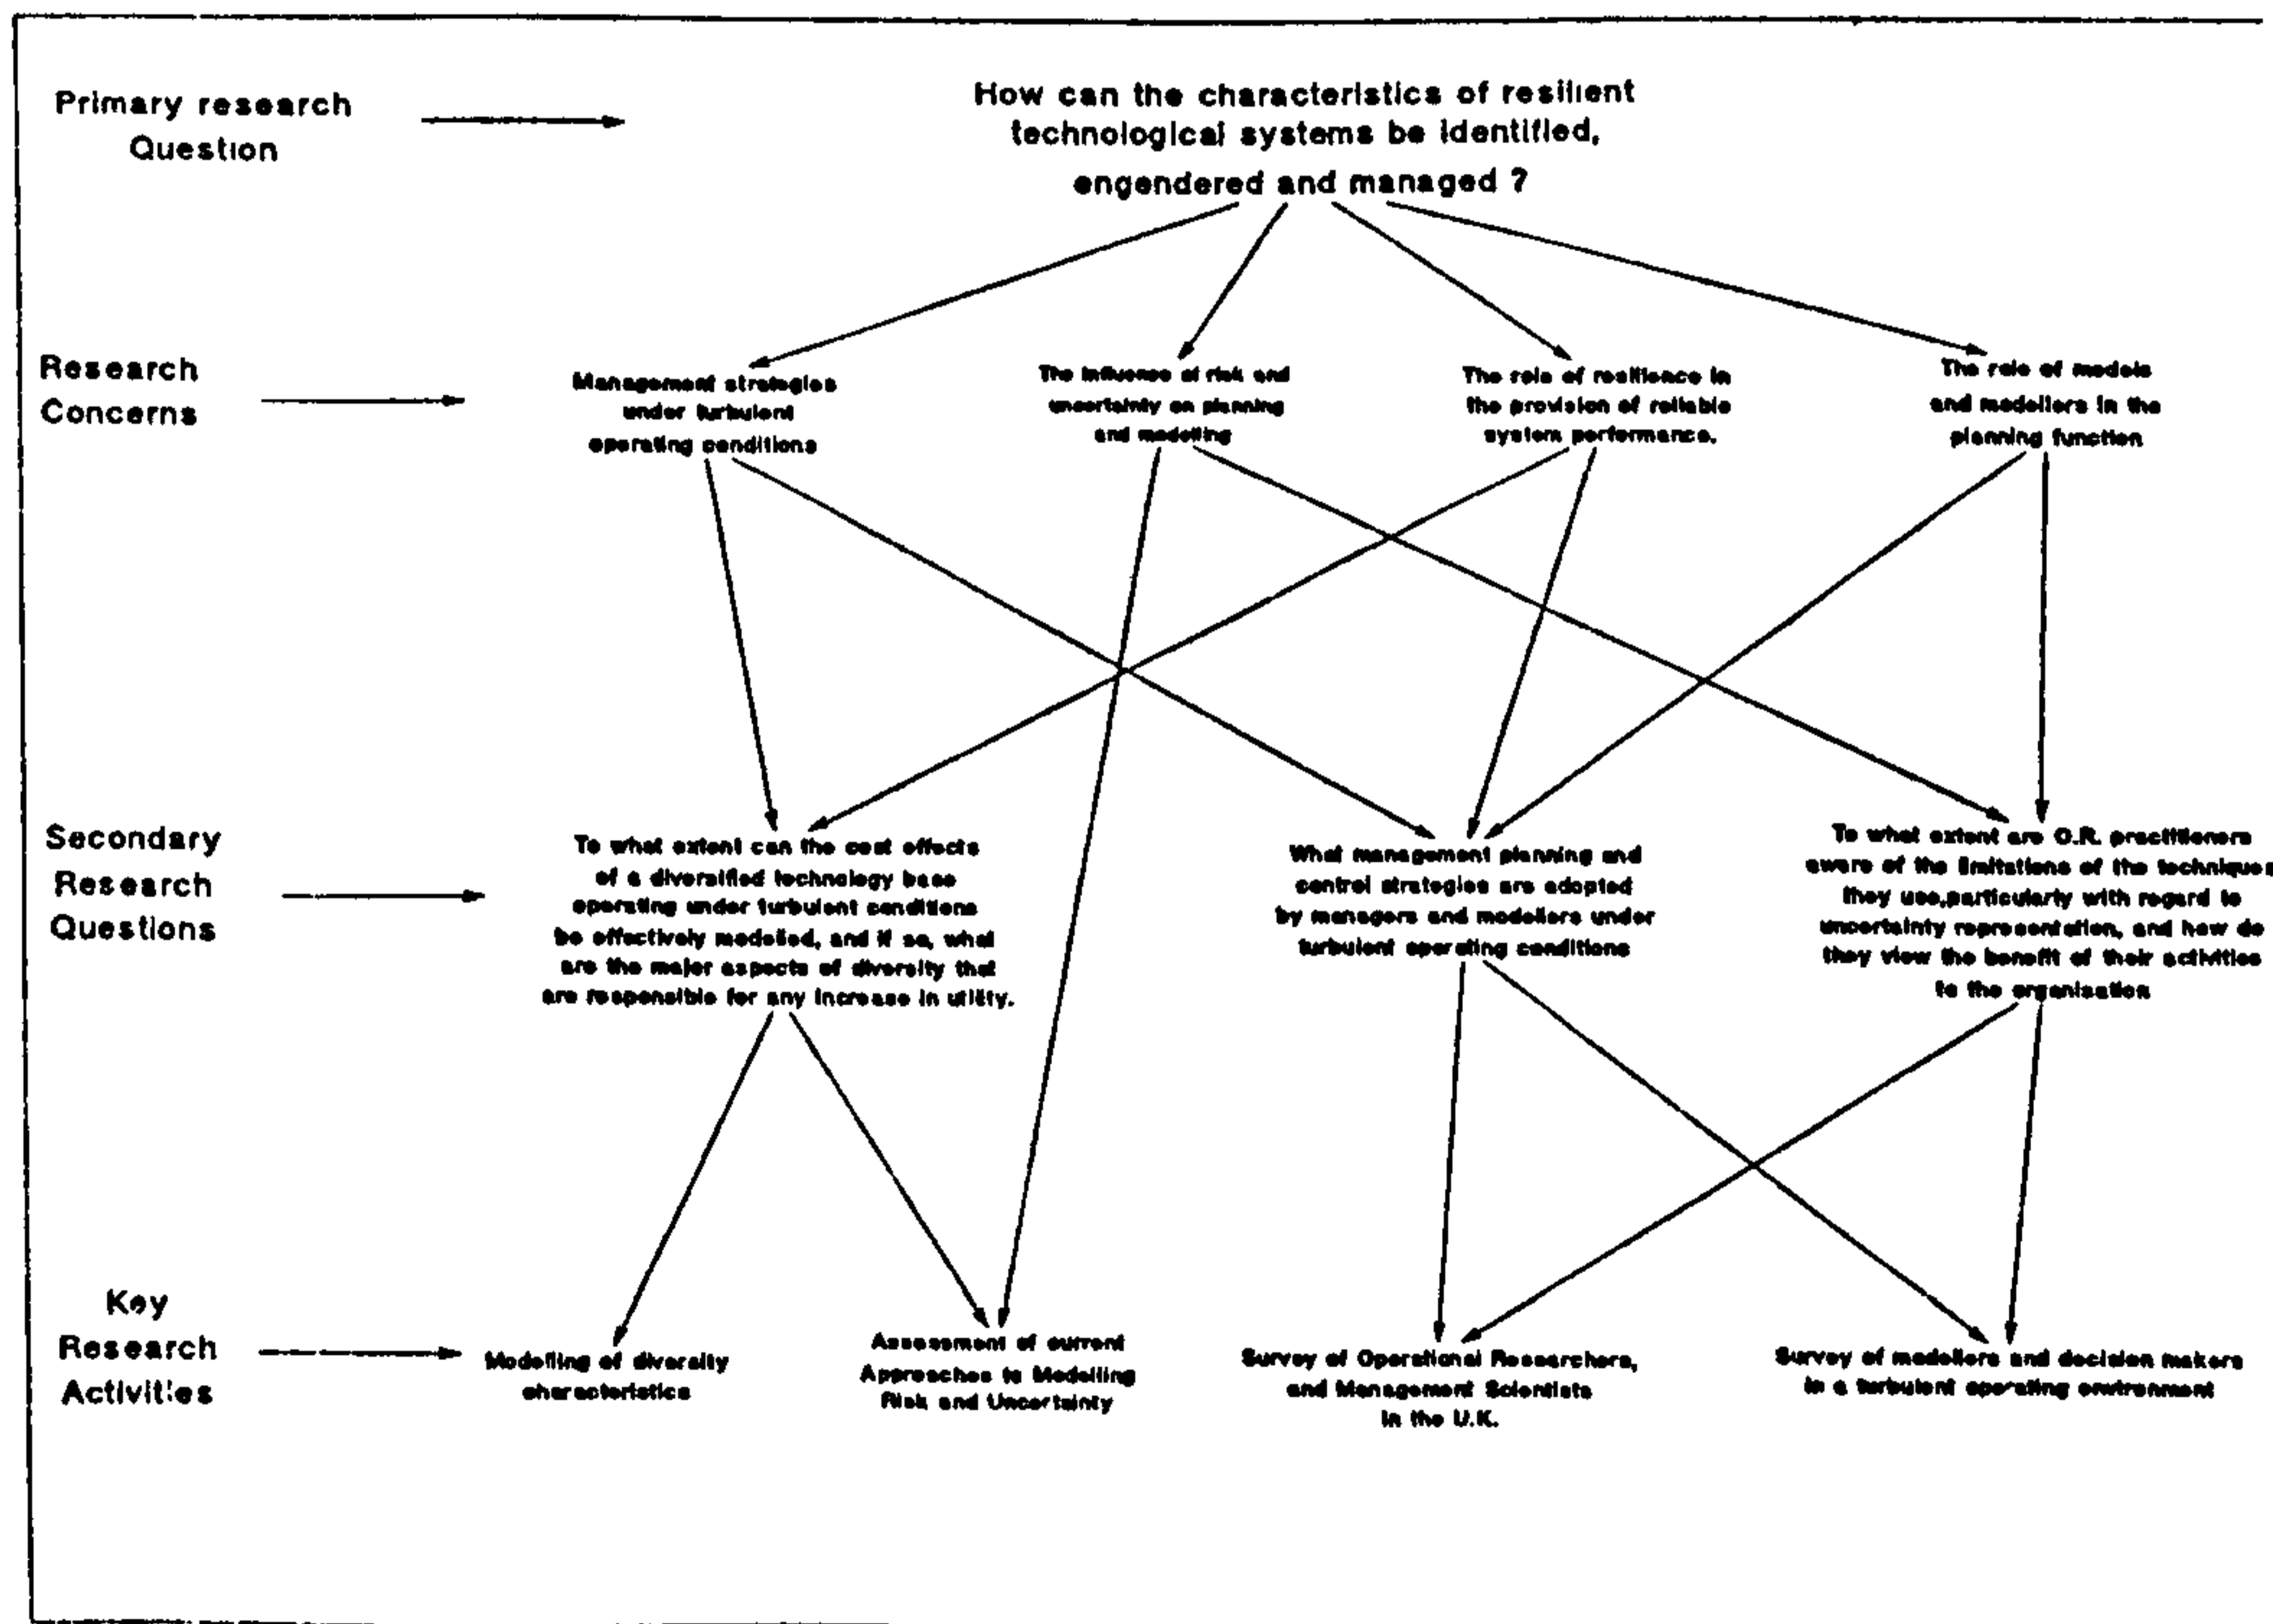 Primary research
Question
How can the characteristics of resilient
technological systems be identified,
engendered and managed ?
Research
Concerns
Management strategies
under turbulent
operating conditions
The influence of risk and
uncertainty on planning
and modelling
The role of resilience in
the provision of reliable
system performance.
The role of models
and modellers in the
planning function
Secondary
Research
Questions
To what extent can the cost effects
of a diversified technology base
operating under turbulent conditions
be effectively modelled, and if so, what
are the major aspects of diversity that
are responsible for any increase in utility.
What management planning and
control strategies are adopted
by managers and modellers under
turbulent operating conditions
To what extent are O.R. practitioners
aware of the limitations of the techniques
they use,particularly with regard to
uncertainty representation, and how do
they view the benefit of their activities
to the organisation
Key
Research
Activities
Modelling of diversity
characteristics
Assessment of current
Approaches to Modelling
Risk and Uncertainty
Survey of Operational Researchers,
and Management Scientists
in the U.K.
Survey of modellers and decision makers
in a turbulent operating environment